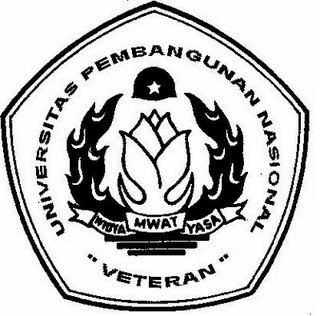 UNIVERSITAS PEMBANGUNAN NASIONAL
WIDYA MWAT YASA
" VETERAN "